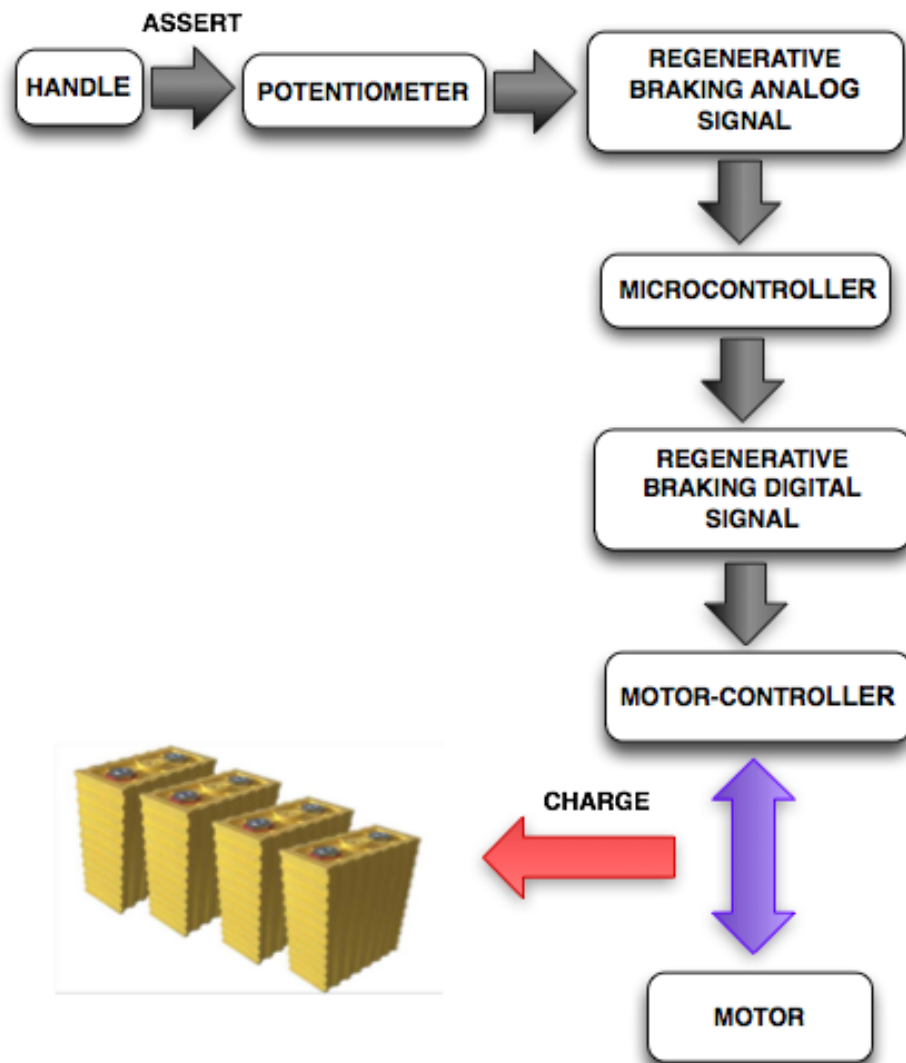 ASSERT
HANDLE
POTENTIOMETER
REGENERATIVE
BRAKING ANALOG
SIGNAL
MICROCONTROLLER
REGENERATIVE
BRAKING DIGITAL
SIGNAL
MOTOR-CONTROLLER
CHARGE
MOTOR